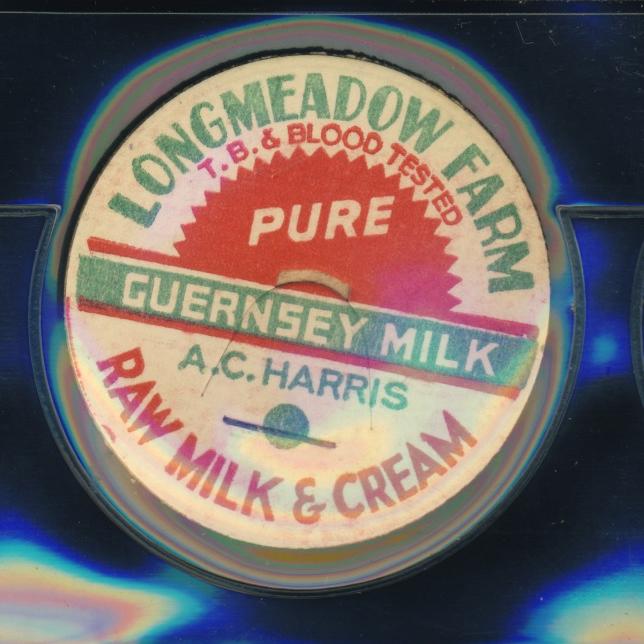 LONGMEADOW FARM
T.B. & BLOOD TESTED
PURE
GUERNSEY MILK
A.C. HARRIS
RAW MILK & CREAM